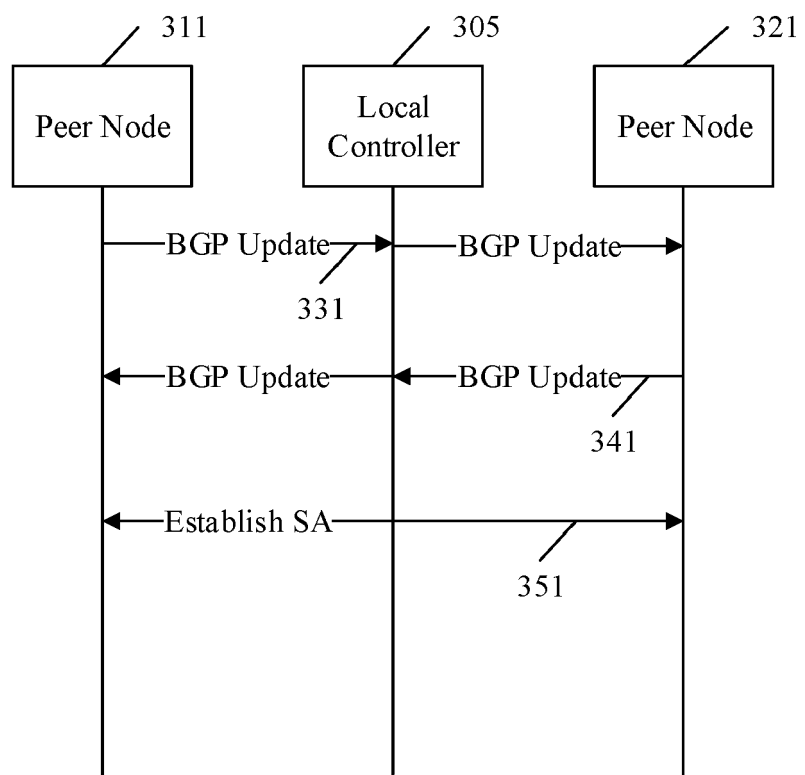 311
305
321
Peer Node
Local
Controller
Peer Node
BGP Update
BGP Update
331
BGP Update
BGP Update
341
Establish SA
351